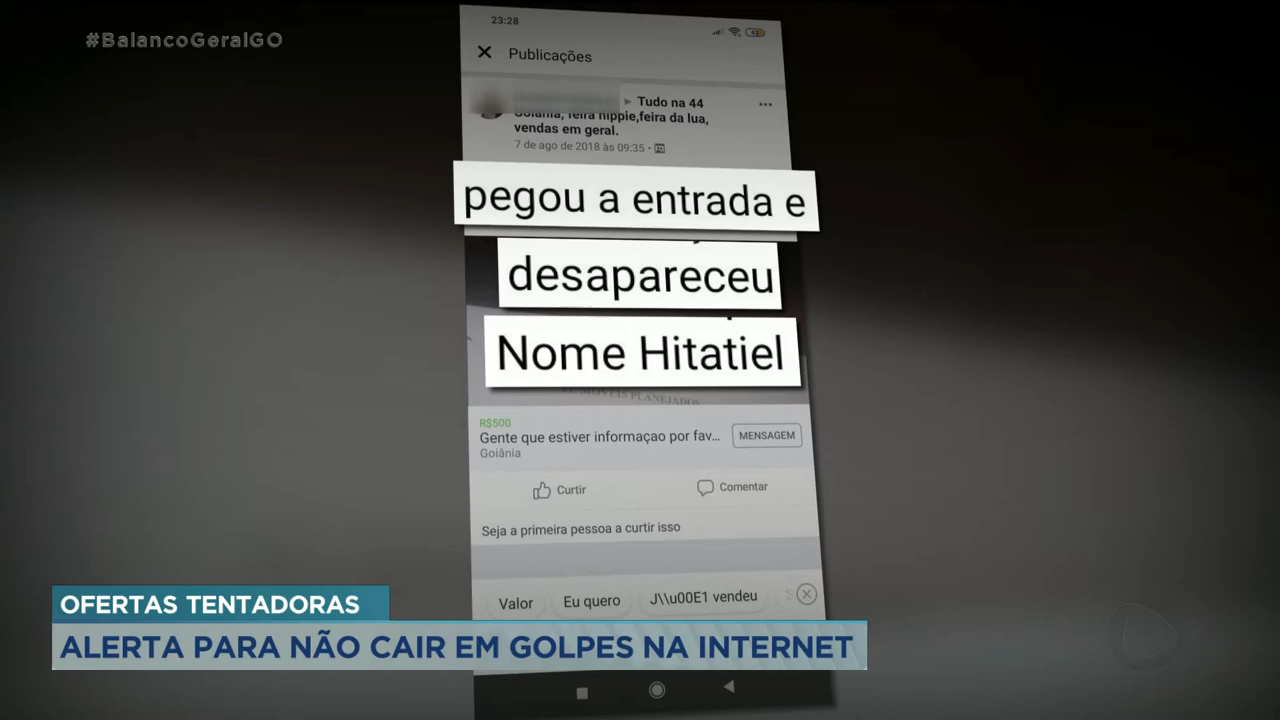 #BalancoGeralGO
23:28
Publicações
Tudo na 44
Goiânia, feira hippie,feira da lua,
vendas em geral.
7 de ago de 2018 às 09:35
pegou a entrada e
desapareceu
Nome Hitatiel
MÓVEIS PLANEJADOS
R$500
Gente que estiver informaçao por fav...
MENSAGEM
Goiânia
Curtir
Comentar
Seja a primeira pessoa a curtir isso
Valor
Eu quero
J\\u00E1 vendeu
OFERTAS TENTADORAS
ALERTA PARA NÃO CAIR EM GOLPES NA INTERNET